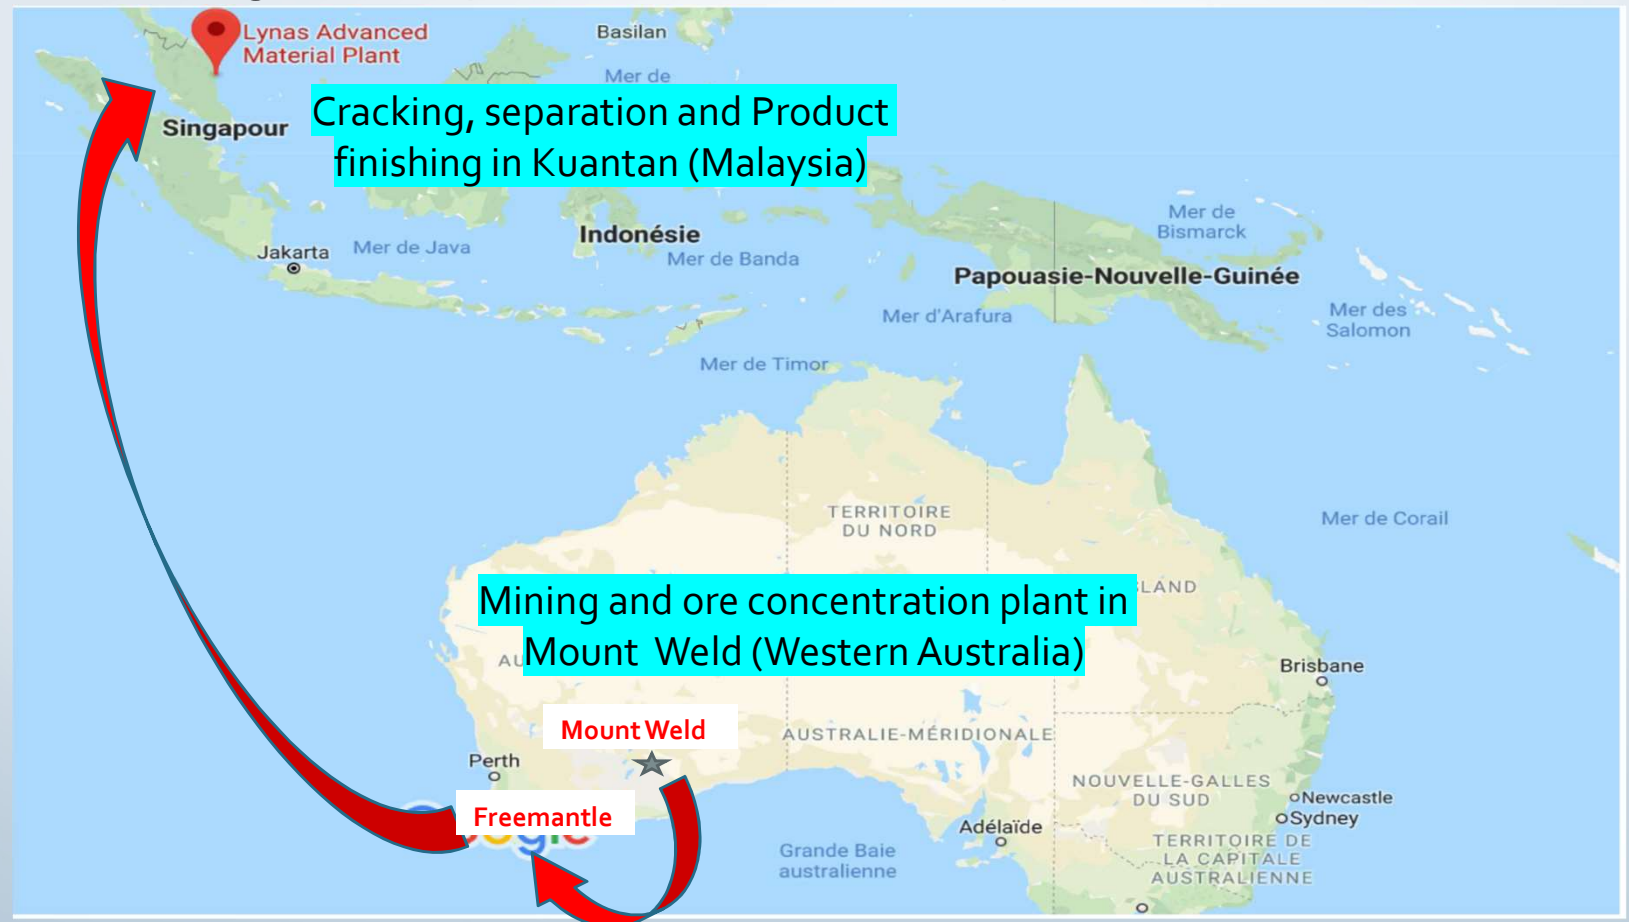 Lynas Advanced
Material Plant
Basilan
Mer de
Cracking, separation and Product
finishing in Kuantan (Malaysia)
Singapour
Mer de
Bismarck
Indonésie
Jakarta
Mer de Java
Mer de Banda
Papouasie-Nouvelle-Guinée
Mer d'Arafura
Mer des
Salomon
Mer de Timor
TERRITOIRE
DU NORD
Mer de Corail
LAND
Mining and ore concentration plant in
Mount Weld (Western Australia)
AU
Brisbane
Mount Weld
AUSTRALIE-MÉRIDIONALE
Perth
NOUVELLE-GALLES
DU SUD
Newcastle
Sydney
Freemantle
Adélaïde
TERRITOIRE DE
LA CAPITALE
AUSTRALIENNE
Grande Baie
australienne